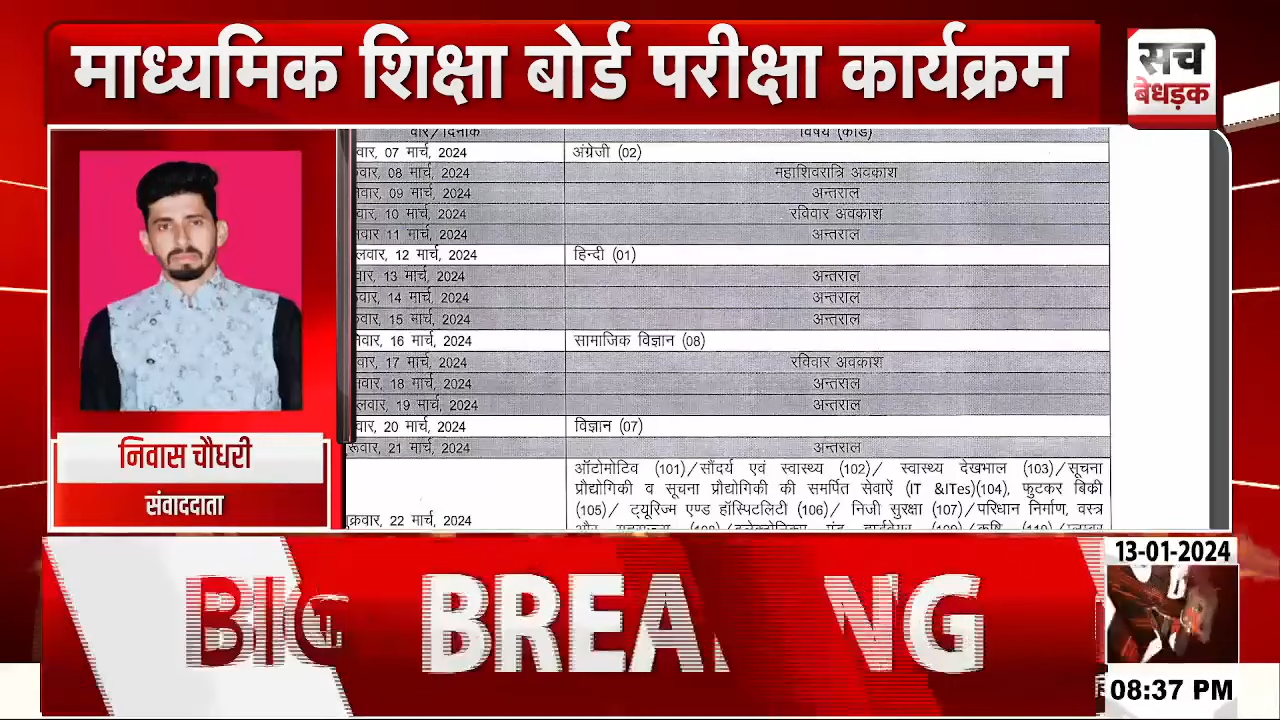 माध्यमिक शिक्षा बोर्ड परीक्षा कार्यक्रम
सच
बेधड़क
वार/दिनांक विषय (कोड)
वार, 07 मार्च, 2024 अंग्रेजी (02)
वार, 08 मार्च, 2024 महाशिवरात्रि अवकाश
वार, 09 मार्च, 2024 अन्तराल
वार, 10 मार्च, 2024 रविवार अवकाश
वार, 11 मार्च, 2024 अन्तराल
लवार, 12 मार्च, 2024 हिन्दी (01)
वार, 13 मार्च, 2024 अन्तराल
वार, 14 मार्च, 2024 अन्तराल
वार, 15 मार्च, 2024 अन्तराल
वार, 16 मार्च, 2024 सामाजिक विज्ञान (08)
वार, 17 मार्च, 2024 रविवार अवकाश
वार, 18 मार्च, 2024 अन्तराल
लवार, 19 मार्च, 2024 अन्तराल
वार, 20 मार्च, 2024 विज्ञान (07)
रूवार, 21 मार्च, 2024 अन्तराल
ऑटोमोटिव (101)/सौंदर्य एवं स्वास्थ्य (102)/ स्वास्थ्य देखभाल (103)/सूचना
प्रौद्योगिकी व सूचना प्रौद्योगिकी की समर्पित सेवाऐं (IT &ITes)(104), फुटकर बिकी
(105)/ ट्यूरिज्म एण्ड हॉस्पिटलिटी (106)/ निजी सुरक्षा (107)/परिधान निर्माण, वस्त्र
क्रवार, 22 मार्च, 2024
निवास चौधरी
संवाददाता
BIG BREAKING
13-01-2024
08:37 PM